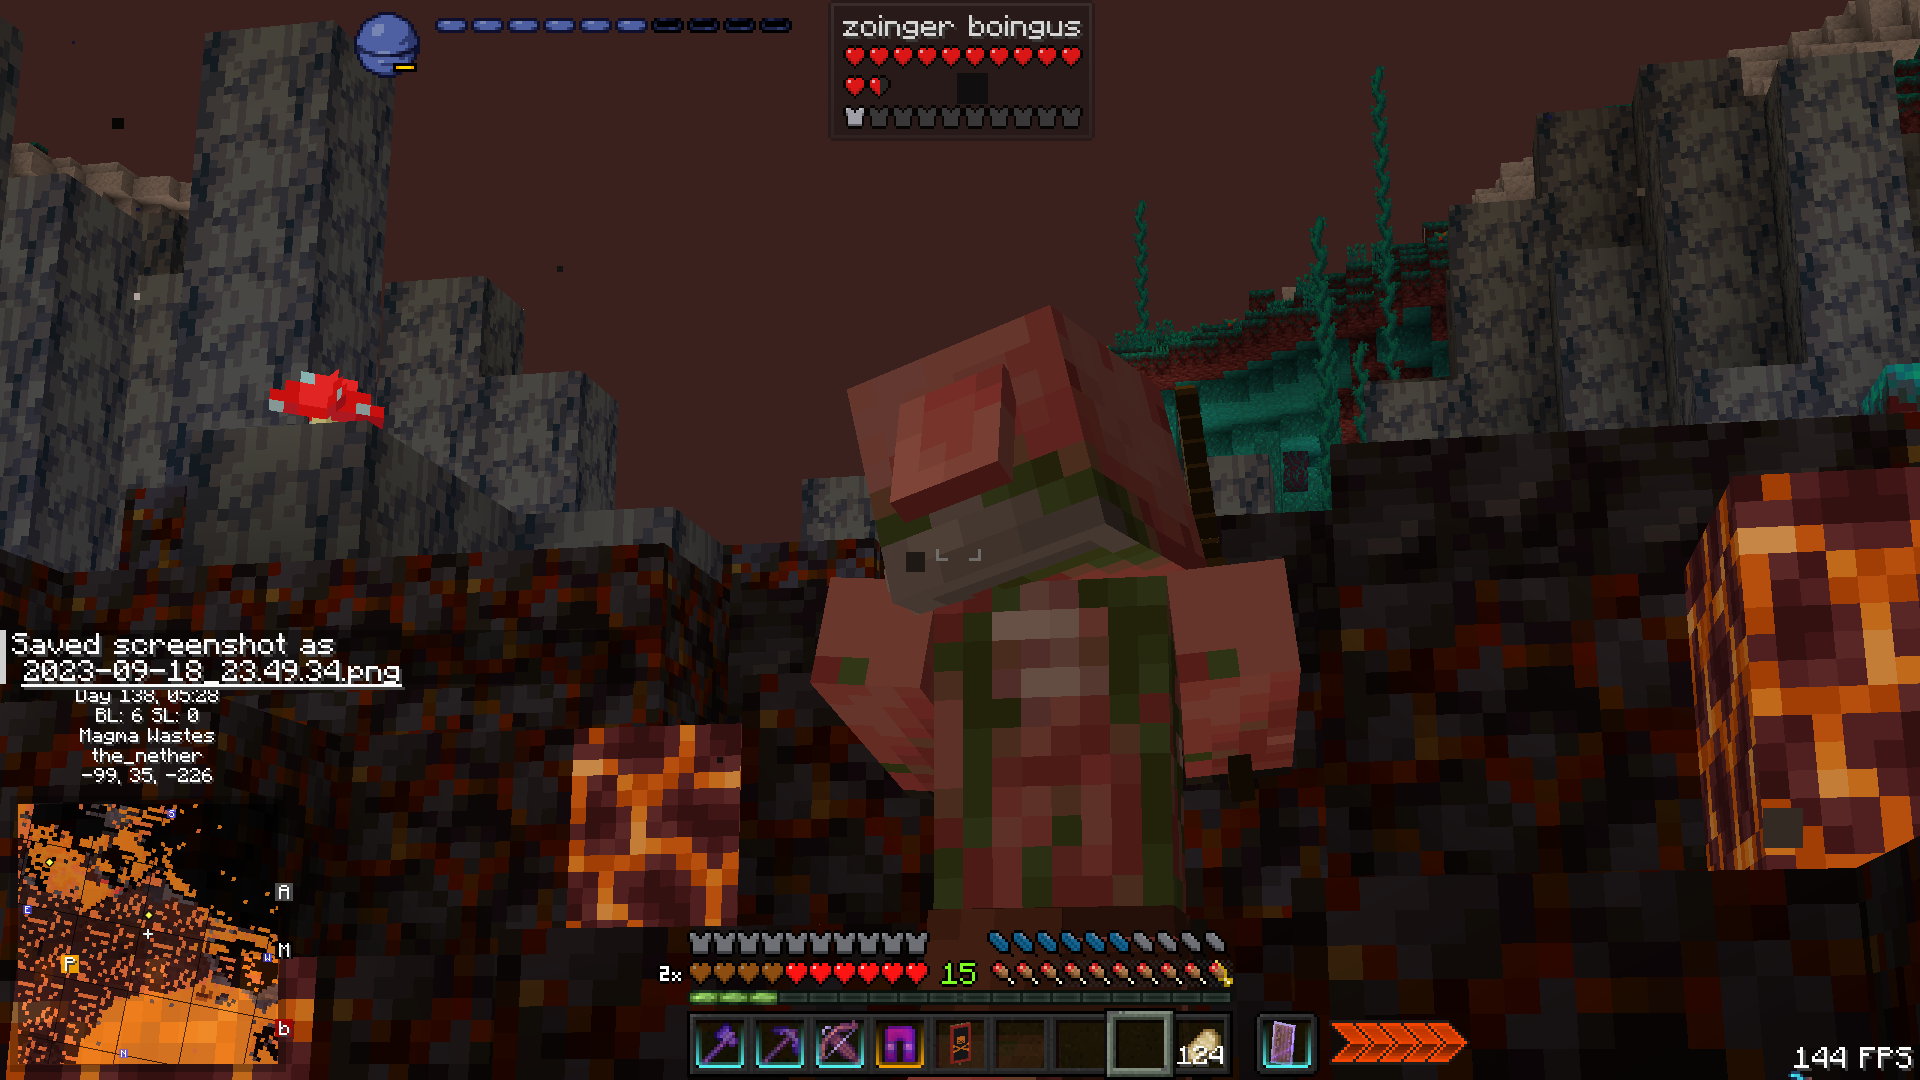 zoinger boingus
Saved screenshot as
2023-09-18_23.49.34.png
Day 138, 05:28
BL: 6 SL: 0
Magma Wastes
the_nether
-99, 35, -226
S
A
E
M
W
P
b
N
2x
15
124
144 FPS